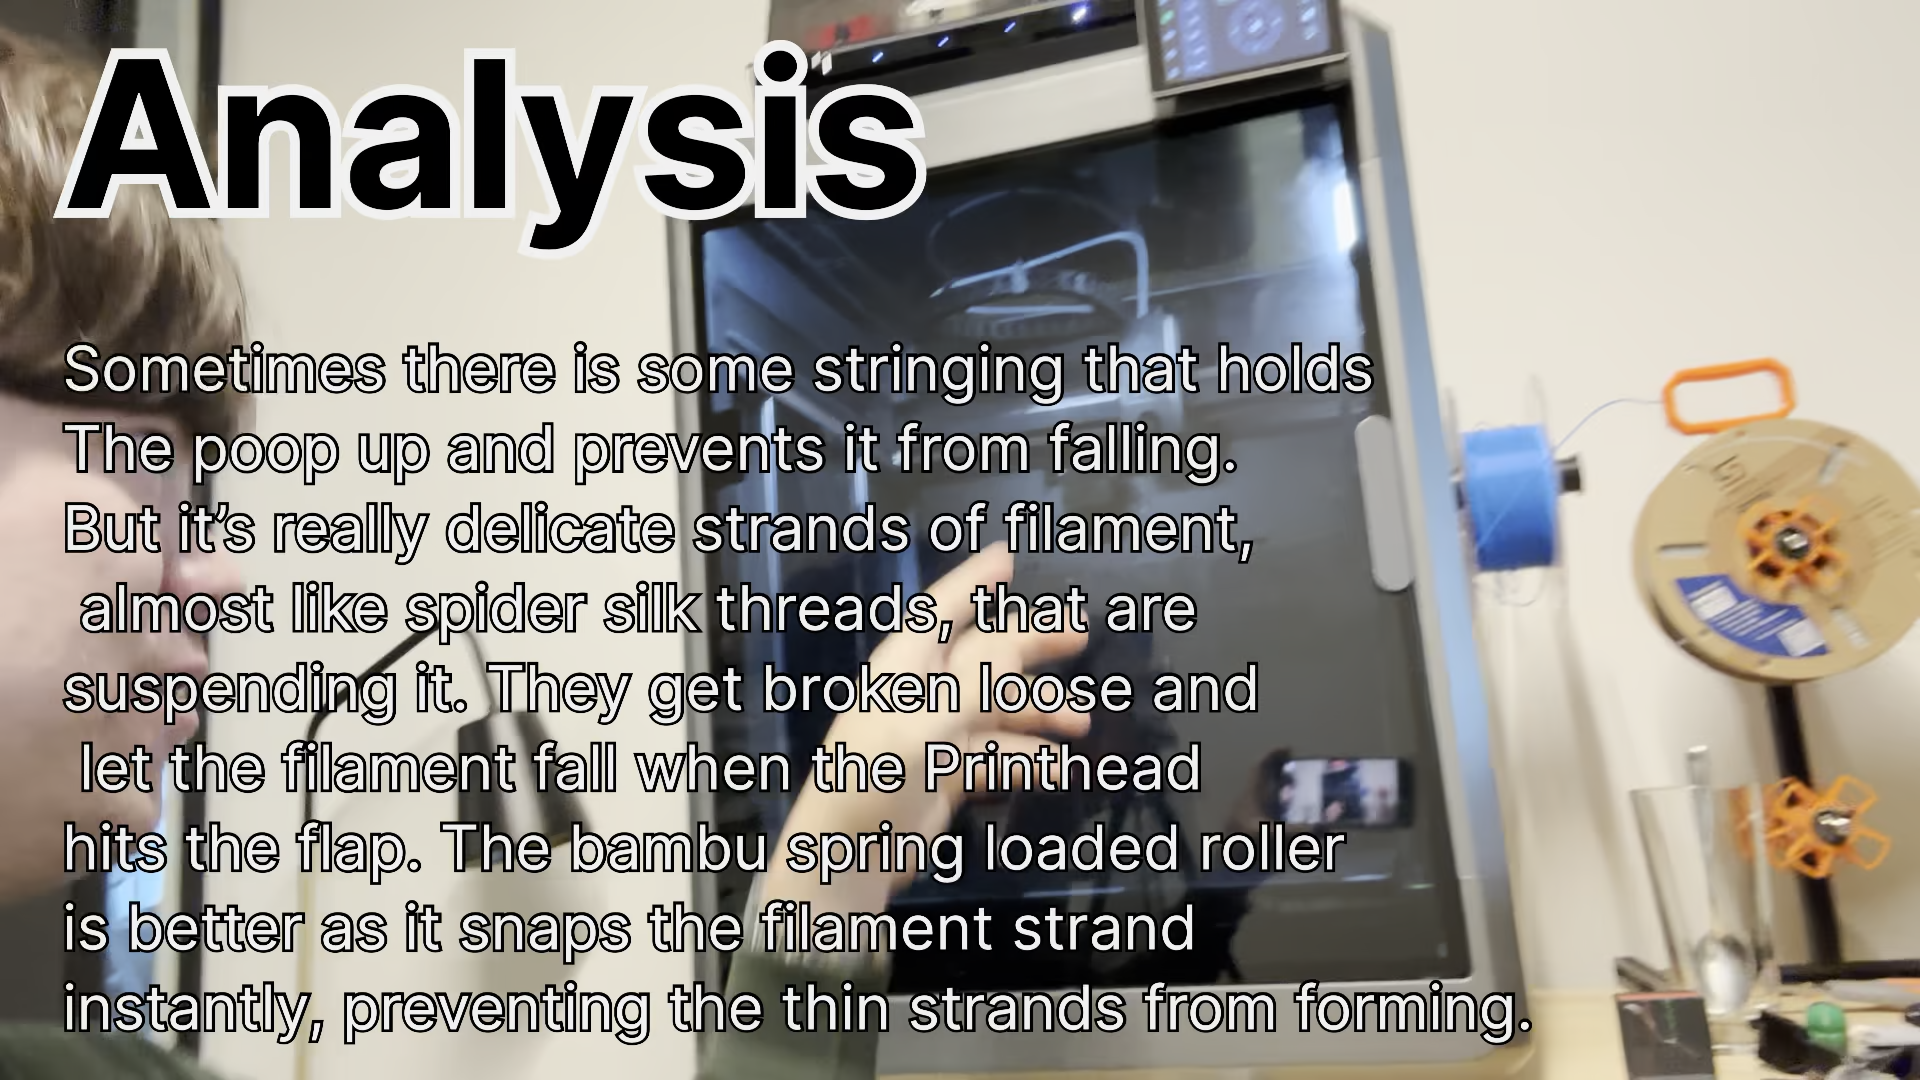 Analysis
Sometimes there is some stringing that holds
The poop up and prevents it from falling.
But it’s really delicate strands of filament,
almost like spider silk threads, that are
suspending it. They get broken loose and
let the filament fall when the Printhead
hits the flap. The bambu spring loaded roller
is better as it snaps the filament strand
instantly, preventing the thin strands from forming.